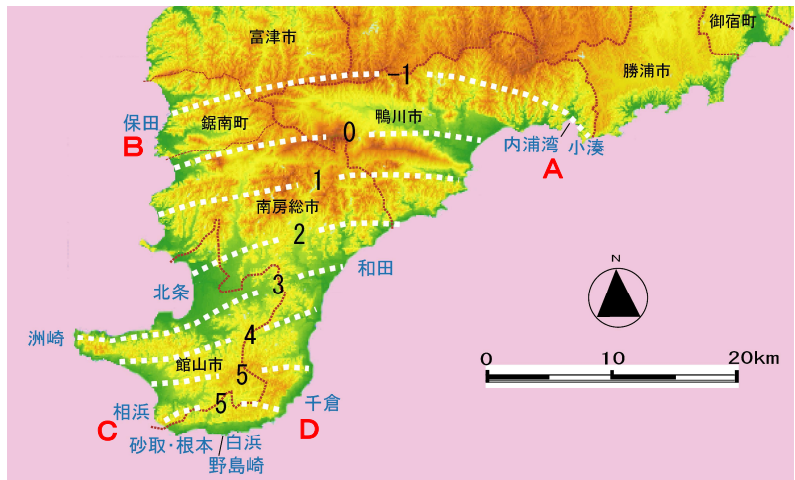 御宿町
富津市
勝浦市
-1
鴨川市
保田
鋸南町
B
0
内浦湾
小湊
A
1
南房総市
2
和田
北条
3
N
洲崎
4
館山市
5
0
10
20km
5
相浜
千倉
C
D
砂取・根本
白浜
野島崎